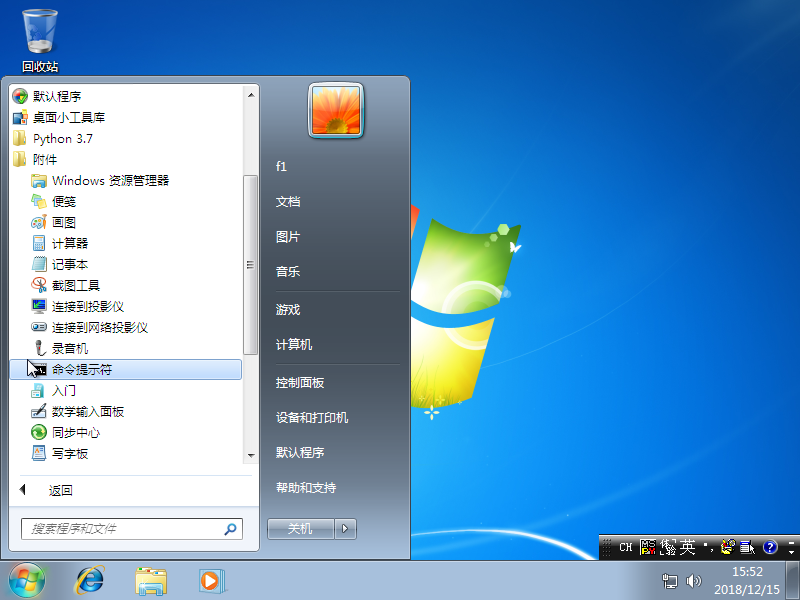 回收站
默认程序
桌面小工具库
Python 3.7
附件
Windows 资源管理器
便笺
画图
计算器
记事本
截图工具
连接到投影仪
连接到网络投影仪
录音机
命令提示符
入门
数学输入面板
同步中心
写字板
返回
搜索程序和文件
f1
文档
图片
音乐
游戏
计算机
控制面板
设备和打印机
默认程序
帮助和支持
关机
CH 英
15:52
2018/12/15